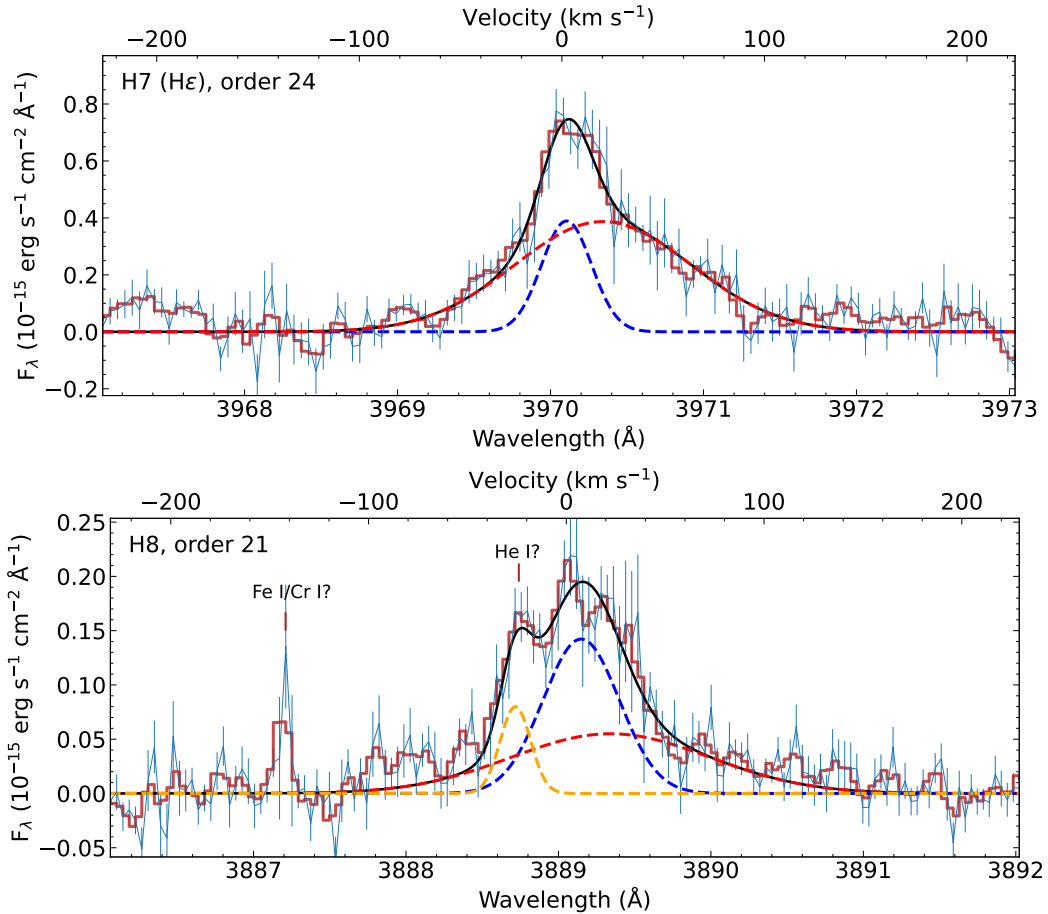 Velocity (km s⁻¹)
−200 −100 0 100 200
H7 (Hε), order 24
F_λ (10⁻¹⁵ erg s⁻¹ cm⁻² Å⁻¹)
0.8
0.6
0.4
0.2
0.0
−0.2
3968 3969 3970 3971 3972 3973
Wavelength (Å)
Velocity (km s⁻¹)
−200 −100 0 100 200
H8, order 21
He I?
Fe I/Cr I?
F_λ (10⁻¹⁵ erg s⁻¹ cm⁻² Å⁻¹)
0.25
0.20
0.15
0.10
0.05
0.00
−0.05
3887 3888 3889 3890 3891 3892
Wavelength (Å)